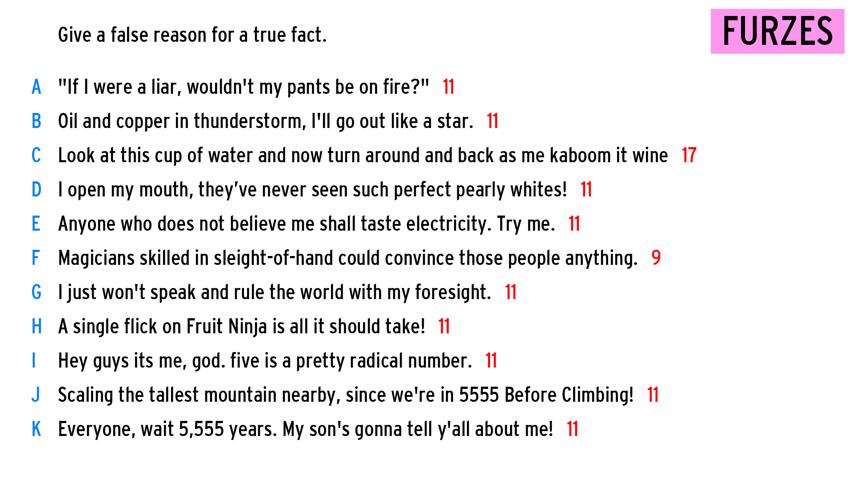 Give a false reason for a true fact.
FURZES
A "If I were a liar, wouldn't my pants be on fire?" 11
B Oil and copper in thunderstorm, I'll go out like a star. 11
C Look at this cup of water and now turn around and back as me kaboom it wine 17
D I open my mouth, they’ve never seen such perfect pearly whites! 11
E Anyone who does not believe me shall taste electricity. Try me. 11
F Magicians skilled in sleight-of-hand could convince those people anything. 9
G I just won't speak and rule the world with my foresight. 11
H A single flick on Fruit Ninja is all it should take! 11
I Hey guys its me, god. five is a pretty radical number. 11
J Scaling the tallest mountain nearby, since we're in 5555 Before Climbing! 11
K Everyone, wait 5,555 years. My son's gonna tell y'all about me! 11